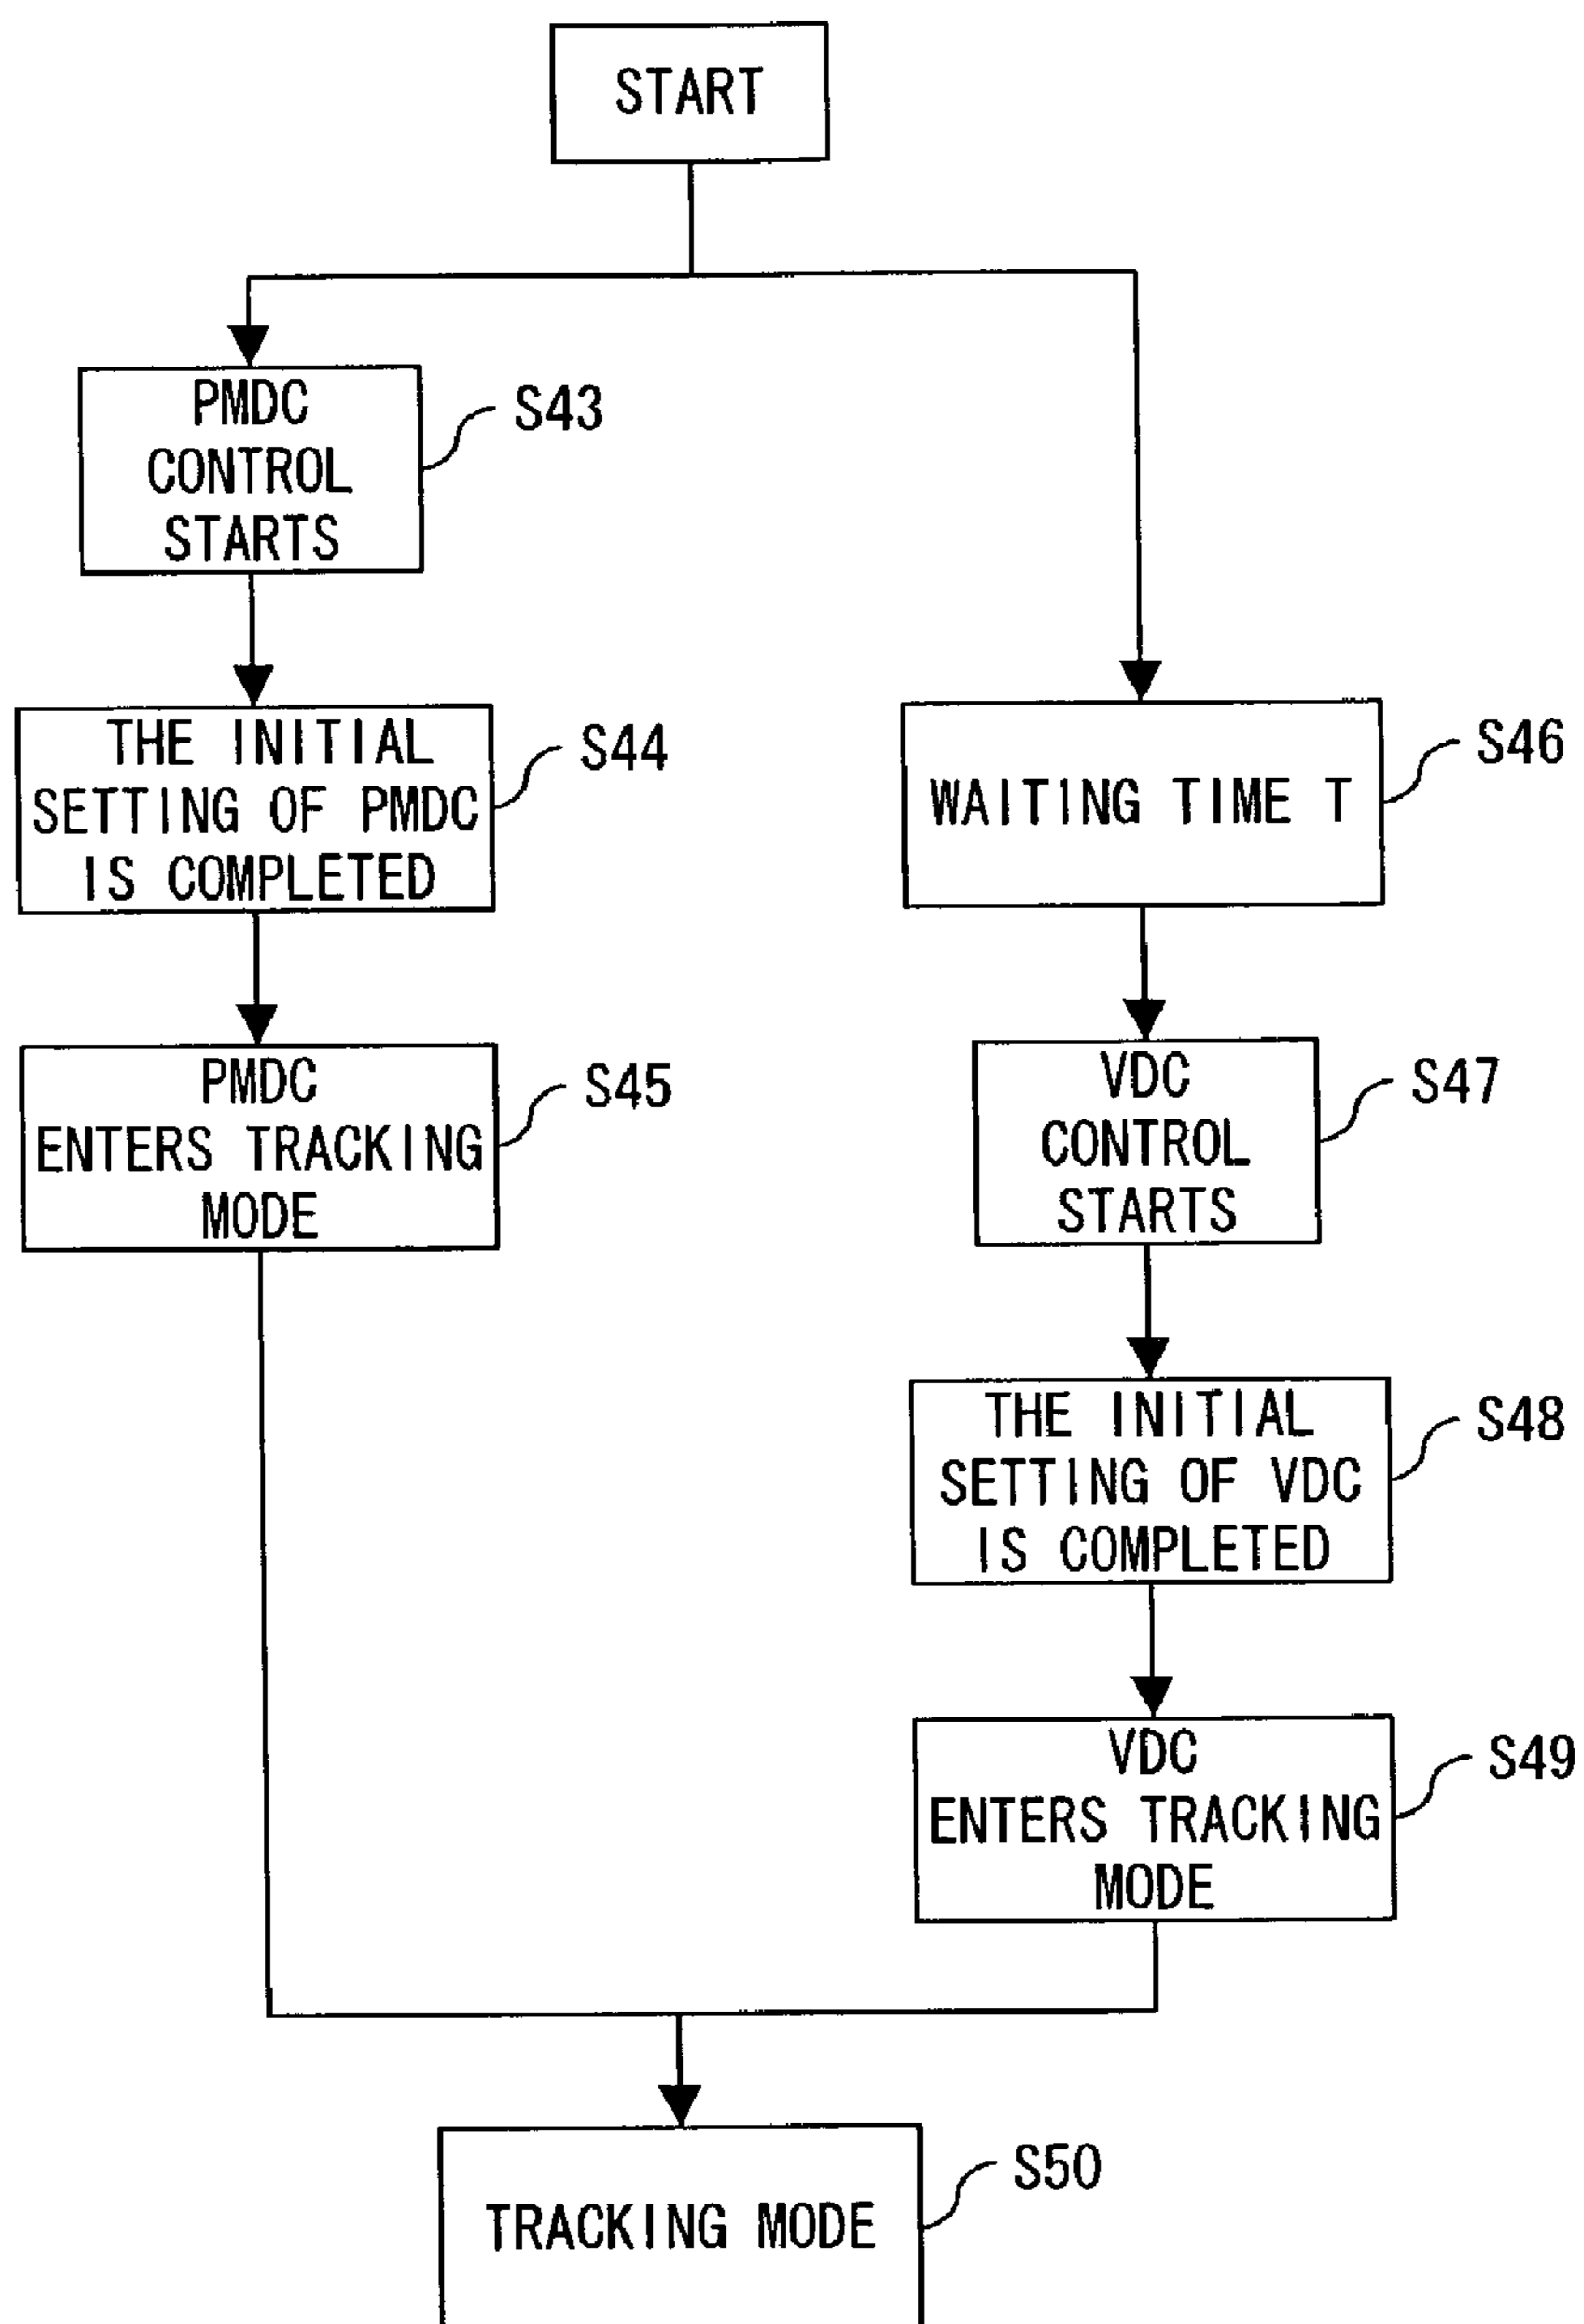 START
PMDC
CONTROL
STARTS
S43
THE INITIAL
SETTING OF PMDC
IS COMPLETED
S44
PMDC
ENTERS TRACKING
MODE
S45
WAITING TIME T
S46
VDC
CONTROL
STARTS
S47
THE INITIAL
SETTING OF VDC
IS COMPLETED
S48
VDC
ENTERS TRACKING
MODE
S49
TRACKING MODE
S50